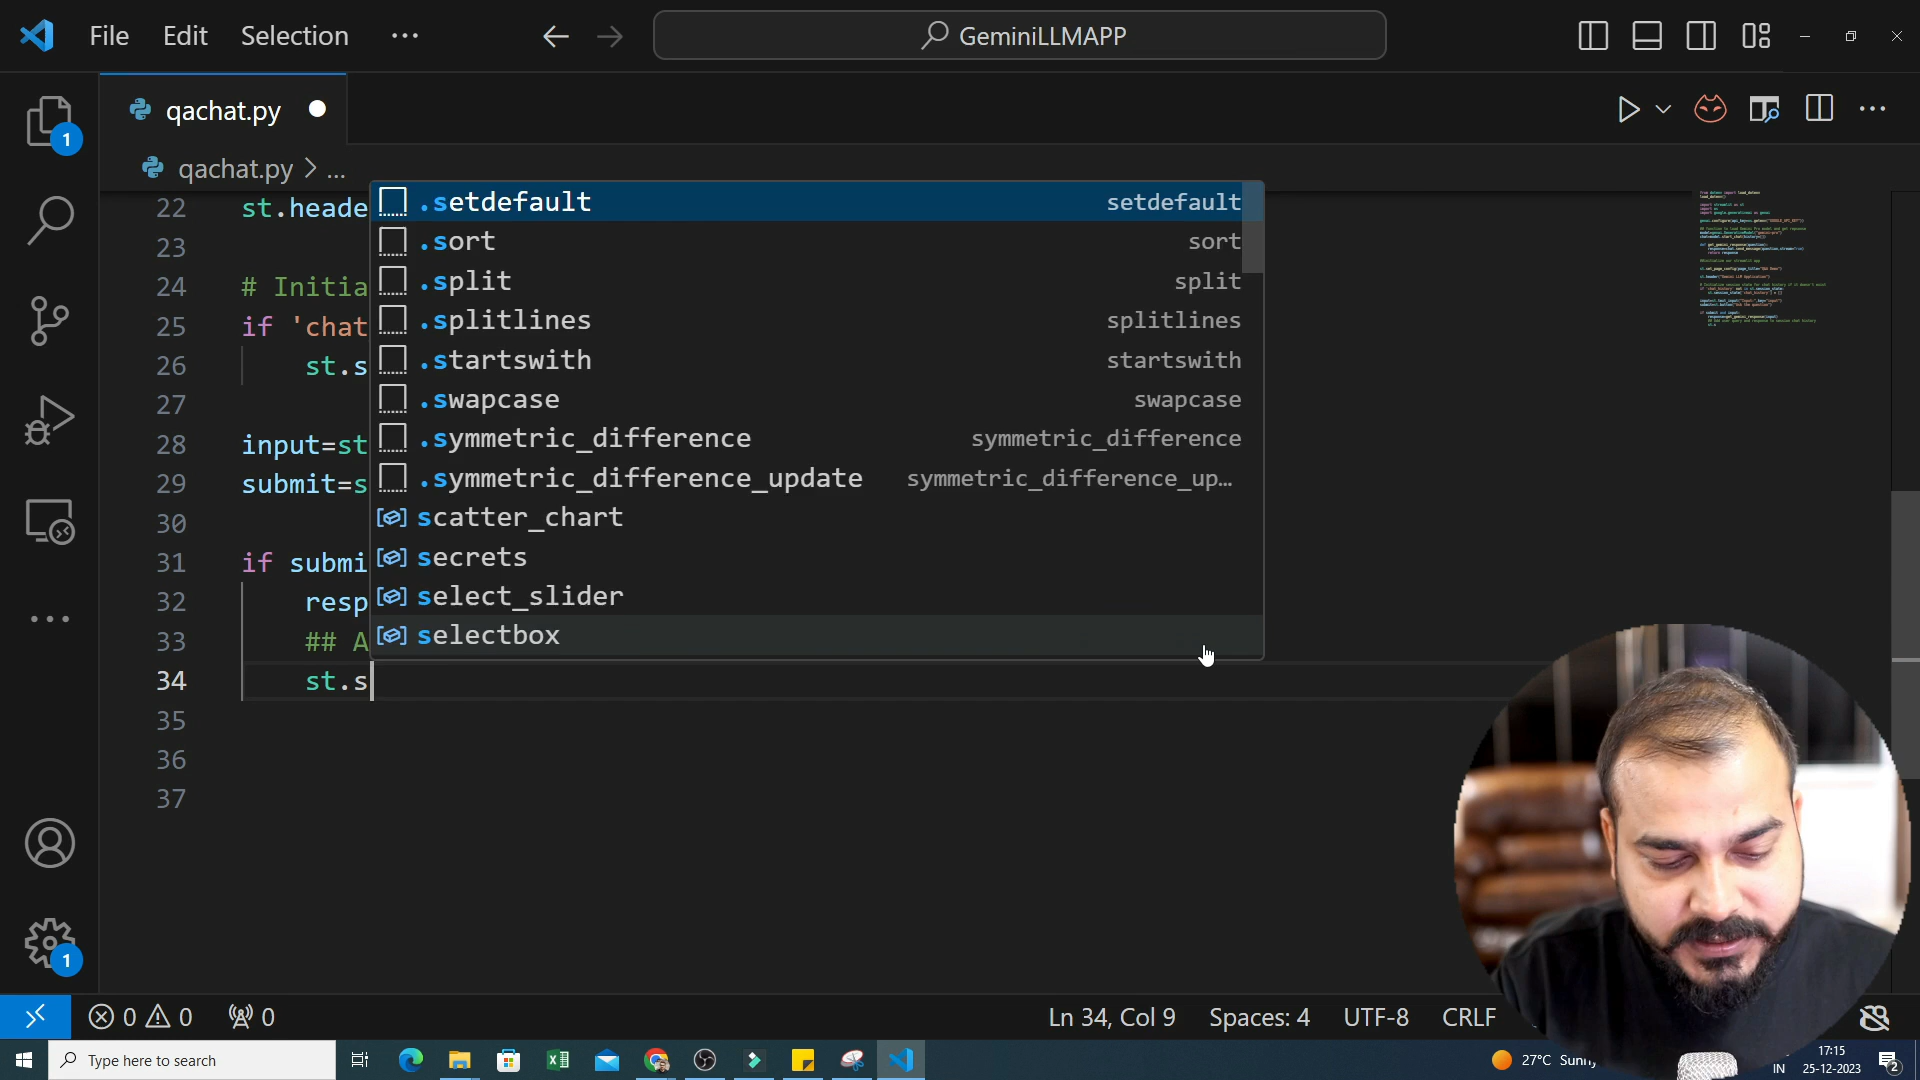 File Edit Selection ···
GeminiLLMAPP
qachat.py
qachat.py > ...
22 st.heade
23
24 # Initia
25 if 'chat
26 st.s
27
28 input=st
29 submit=s
30
31 if submi
32 resp
33 ## A
34 st.s
35
36
37
.setdefault setdefault
.sort sort
.split split
.splitlines splitlines
.startswith startswith
.swapcase swapcase
.symmetric_difference symmetric_difference
.symmetric_difference_update symmetric_difference_up...
scatter_chart
secrets
select_slider
selectbox
1
1
0 0 0
Ln 34, Col 9 Spaces: 4 UTF-8 CRLF
Type here to search
27°C
IN
17:15
25-12-2023
2